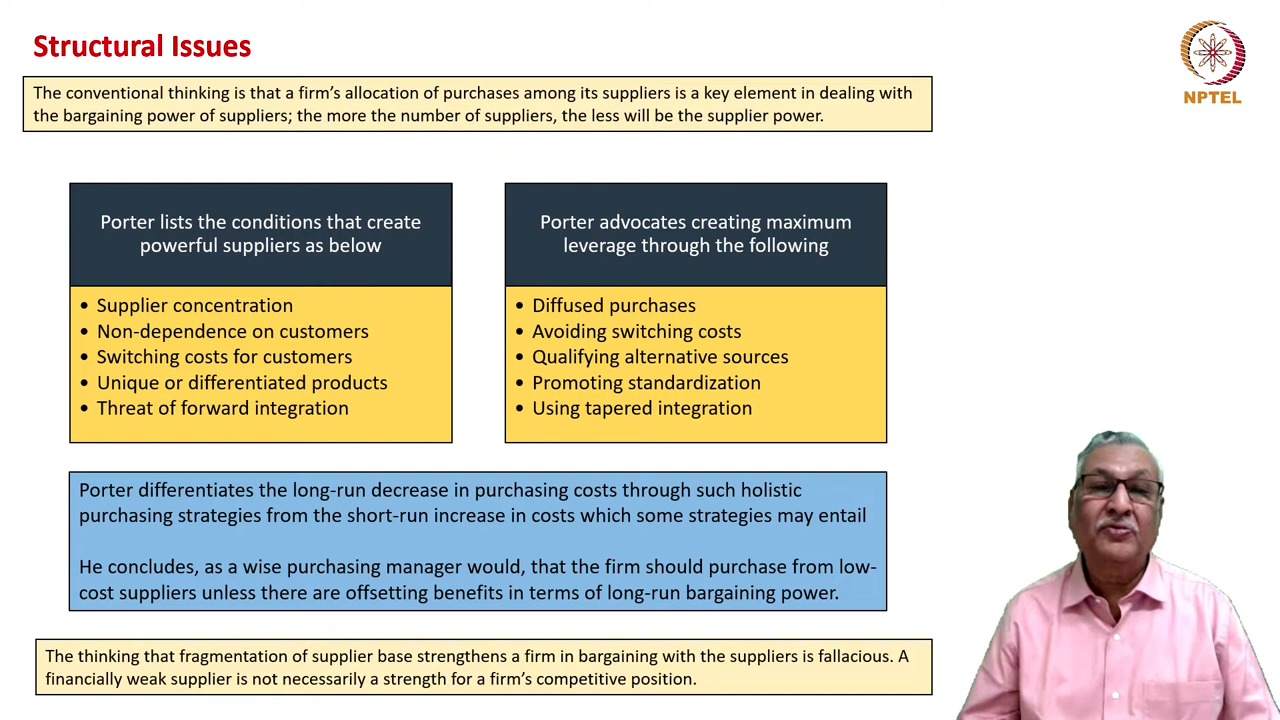 Structural Issues
NPTEL
The conventional thinking is that a firm's allocation of purchases among its suppliers is a key element in dealing with
the bargaining power of suppliers; the more the number of suppliers, the less will be the supplier power.
Porter lists the conditions that create
powerful suppliers as below
• Supplier concentration
• Non-dependence on customers
• Switching costs for customers
• Unique or differentiated products
• Threat of forward integration
Porter advocates creating maximum
leverage through the following
• Diffused purchases
• Avoiding switching costs
• Qualifying alternative sources
• Promoting standardization
• Using tapered integration
Porter differentiates the long-run decrease in purchasing costs through such holistic
purchasing strategies from the short-run increase in costs which some strategies may entail
He concludes, as a wise purchasing manager would, that the firm should purchase from low-
cost suppliers unless there are offsetting benefits in terms of long-run bargaining power.
The thinking that fragmentation of supplier base strengthens a firm in bargaining with the suppliers is fallacious. A
financially weak supplier is not necessarily a strength for a firm's competitive position.